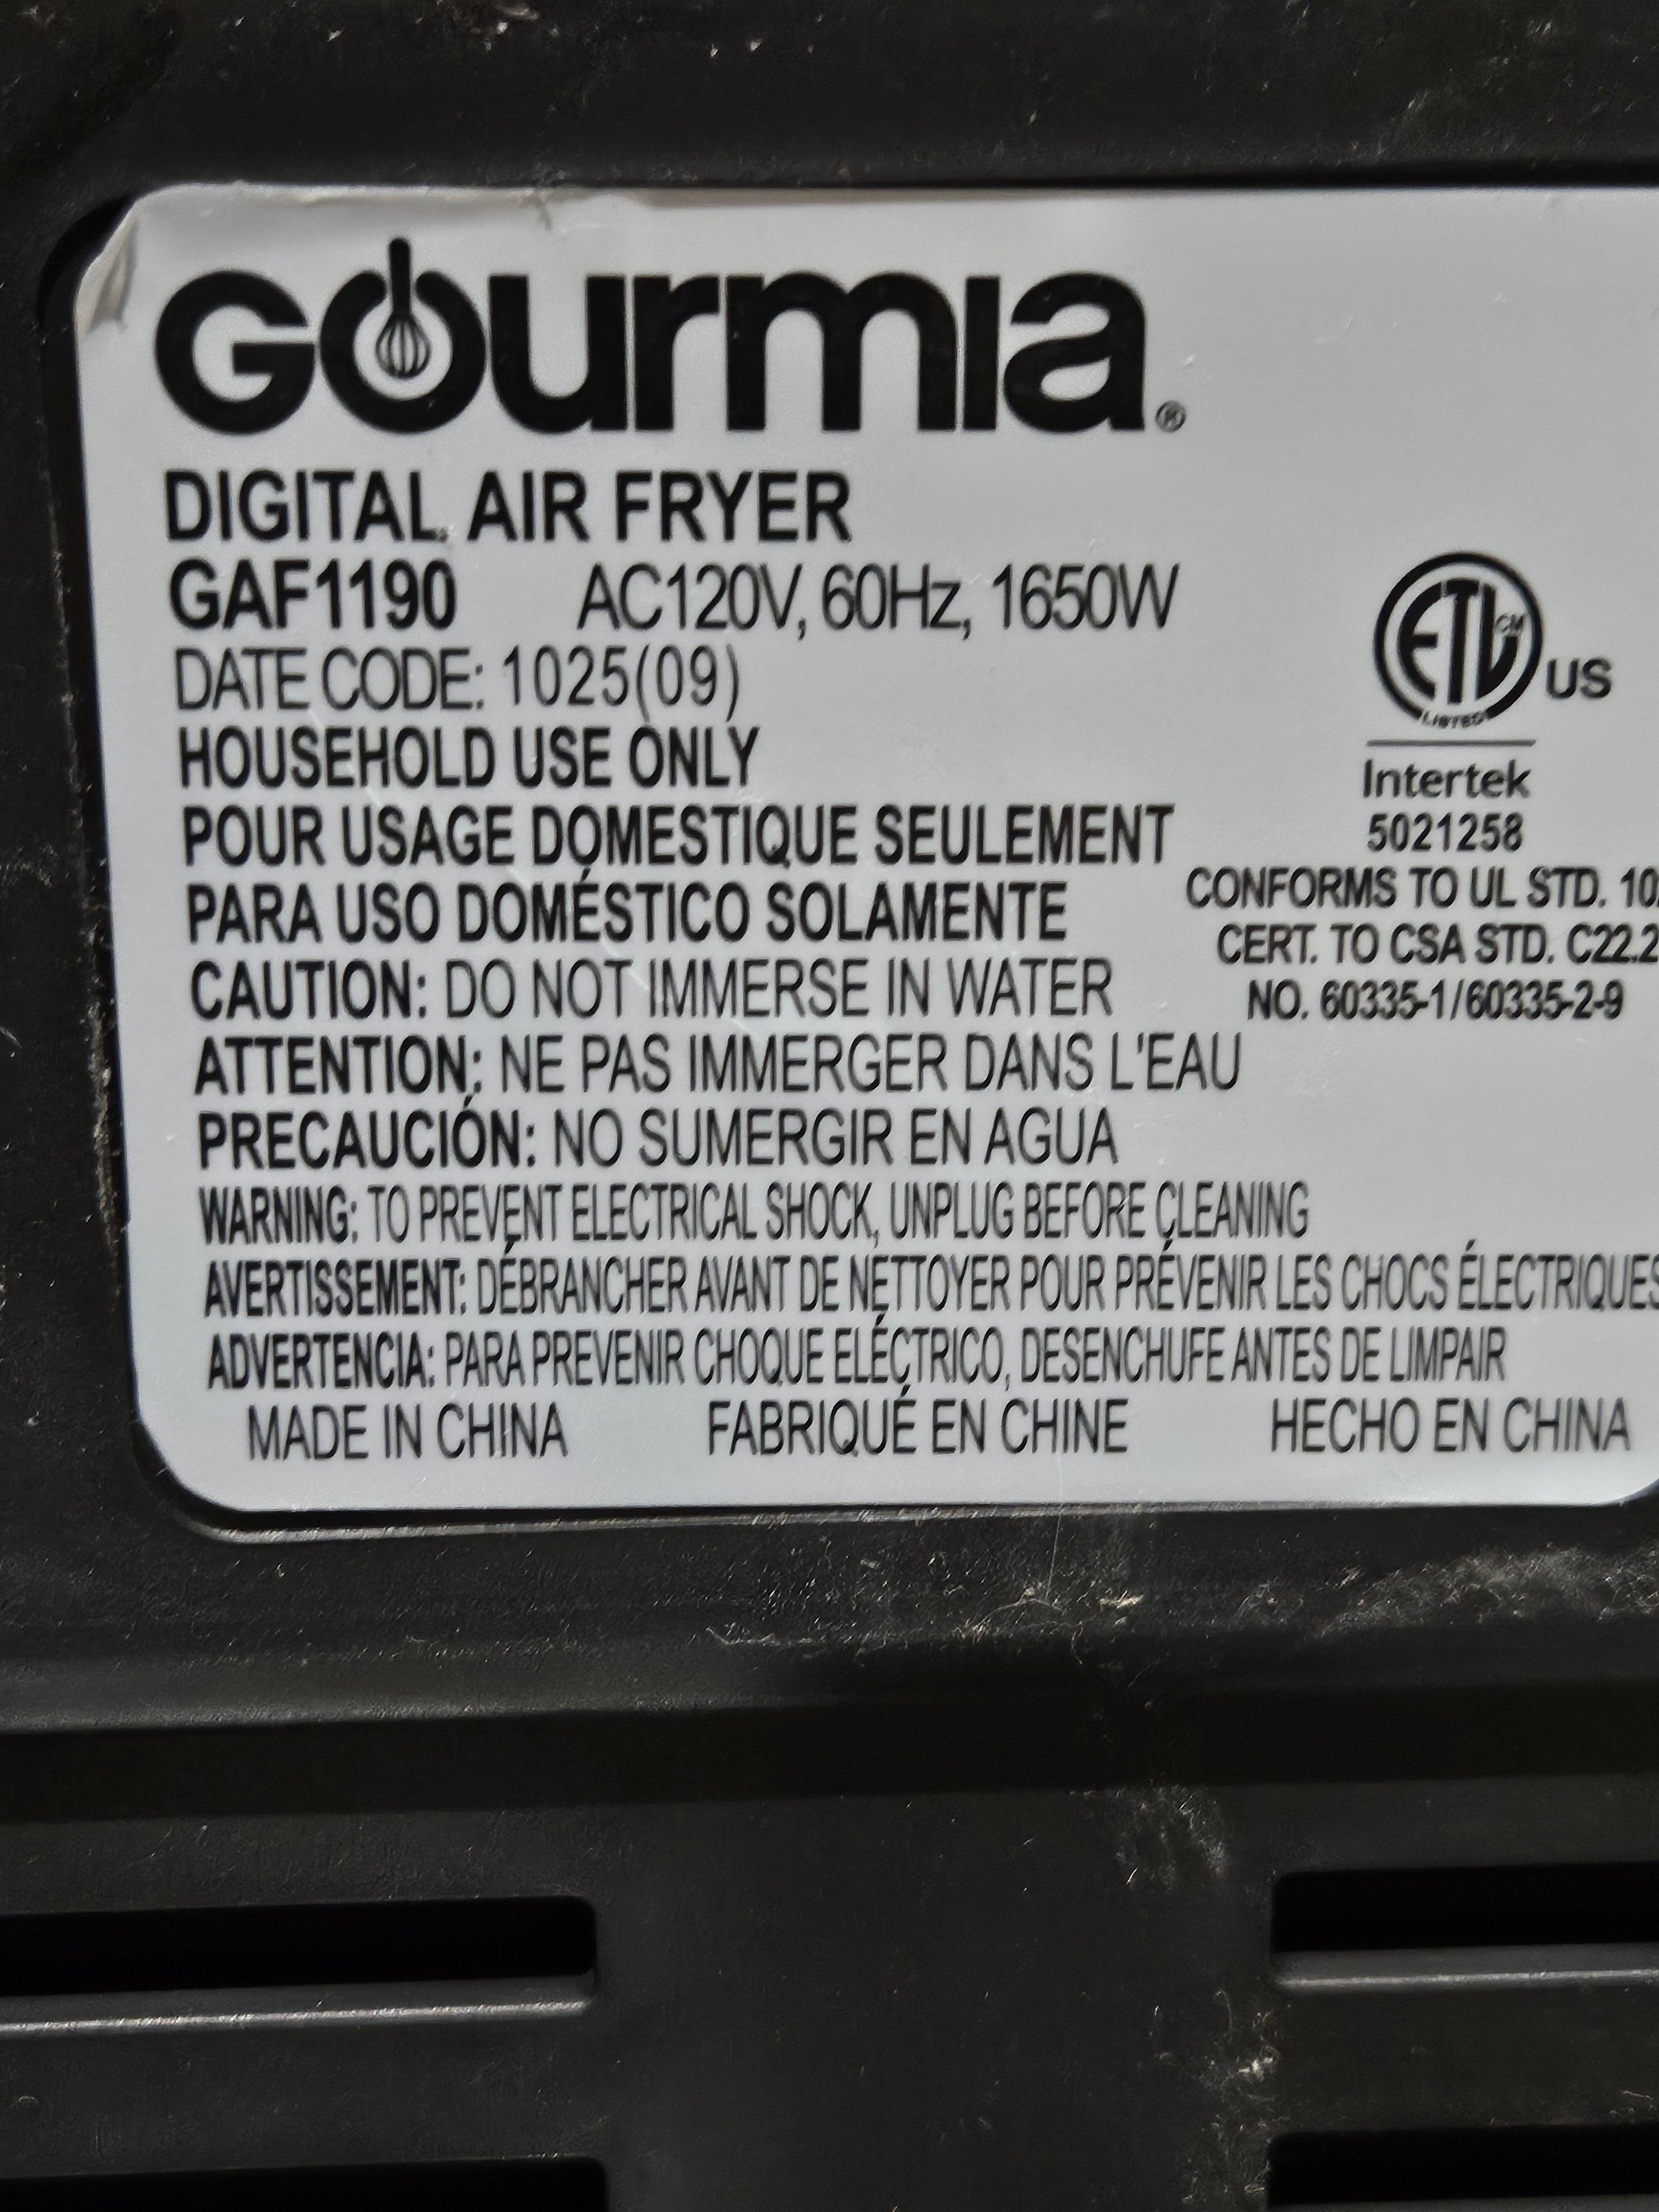 Gourmia®
DIGITAL AIR FRYER
GAF1190 AC120V, 60Hz, 1650W
DATE CODE: 1025(09)
HOUSEHOLD USE ONLY
POUR USAGE DOMESTIQUE SEULEMENT
PARA USO DOMÉSTICO SOLAMENTE
CAUTION: DO NOT IMMERSE IN WATER
ATTENTION: NE PAS IMMERGER DANS L'EAU
PRECAUCIÓN: NO SUMERGIR EN AGUA
WARNING: TO PREVENT ELECTRICAL SHOCK, UNPLUG BEFORE CLEANING
AVERTISSEMENT: DÉBRANCHER AVANT DE NETTOYER POUR PRÉVENIR LES CHOCS ÉLECTRIQUES
ADVERTENCIA: PARA PREVENIR CHOQUE ELÉCTRICO, DESENCHUFE ANTES DE LIMPAIR
MADE IN CHINA FABRIQUÉ EN CHINE HECHO EN CHINA
ETL CM
LISTED
US
Intertek
5021258
CONFORMS TO UL STD.
CERT. TO CSA STD. C22.2
NO. 60335-1/60335-2-9